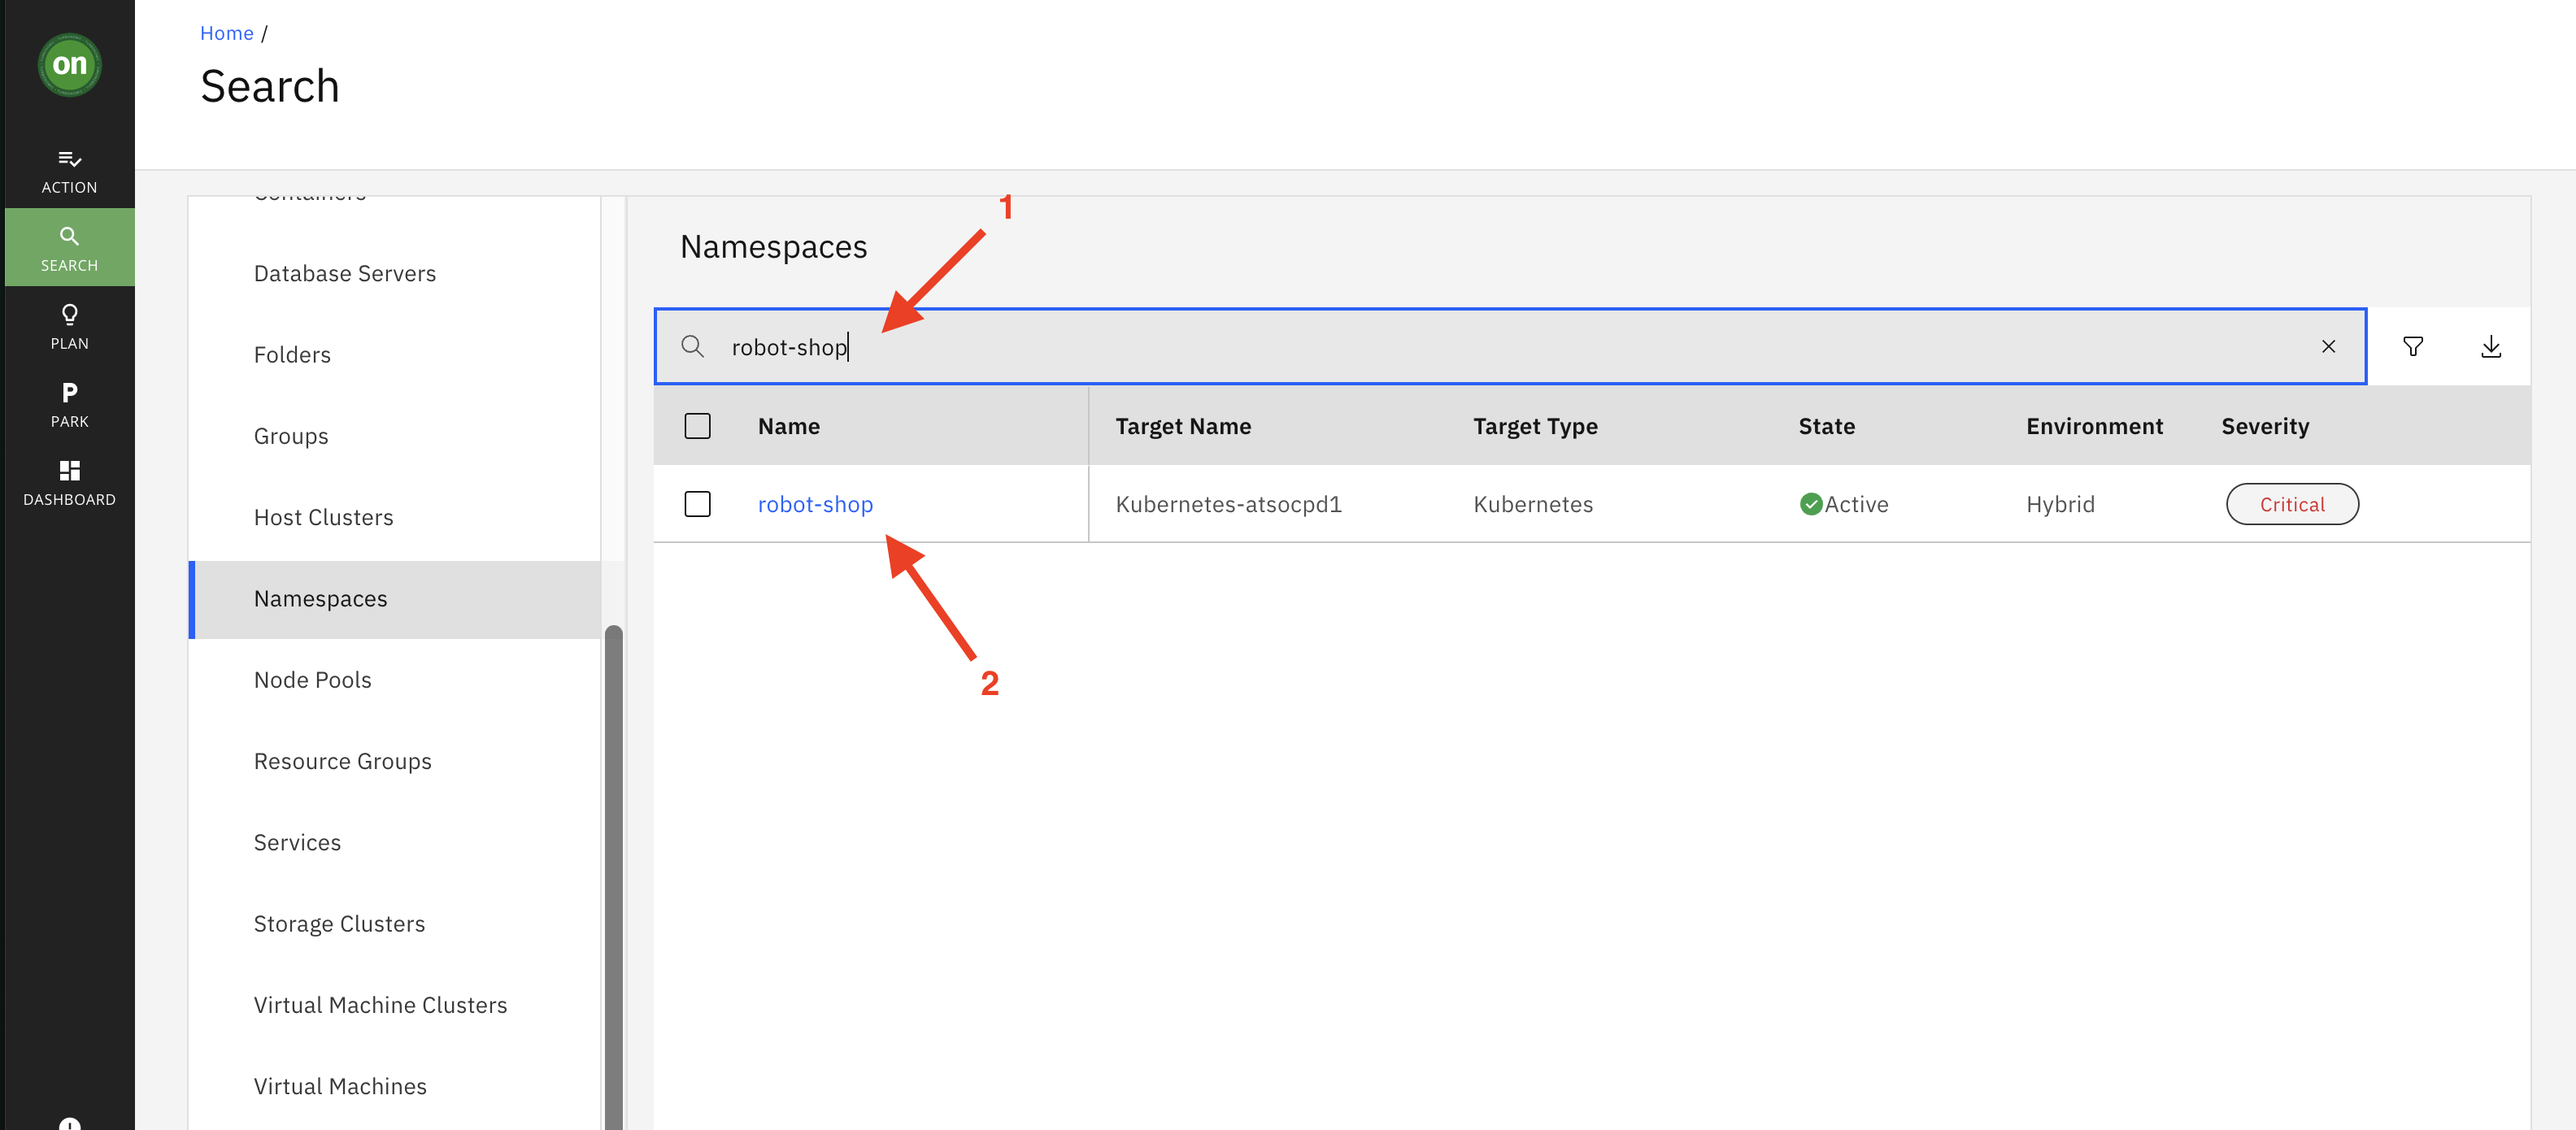 on
ACTION
SEARCH
PLAN
P
PARK
DASHBOARD
Home /
Search
Containers
Database Servers
Folders
Groups
Host Clusters
Namespaces
Node Pools
Resource Groups
Services
Storage Clusters
Virtual Machine Clusters
Virtual Machines
1
Namespaces
robot-shop
Name Target Name Target Type State Environment Severity
robot-shop Kubernetes-atsocpd1 Kubernetes Active Hybrid Critical
2